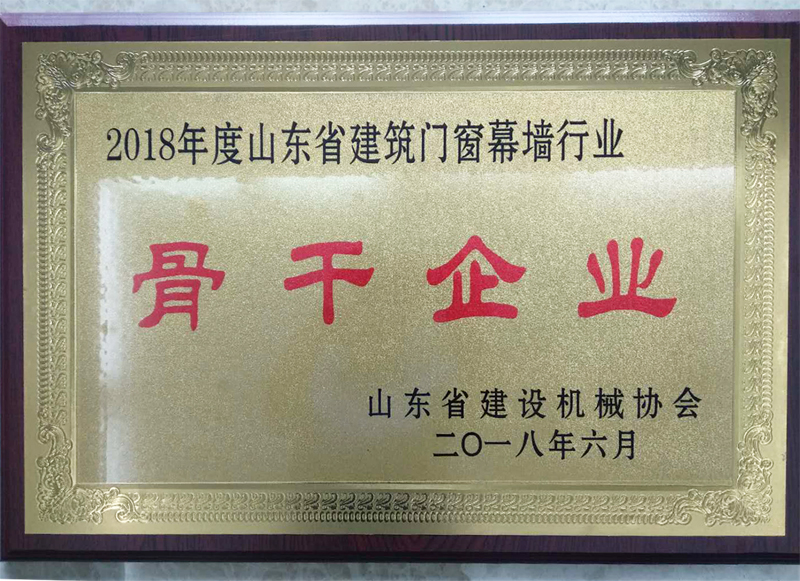 2018年度山东省建筑门窗幕墙行业
骨干企业
山东省建设机械协会
二〇一八年六月